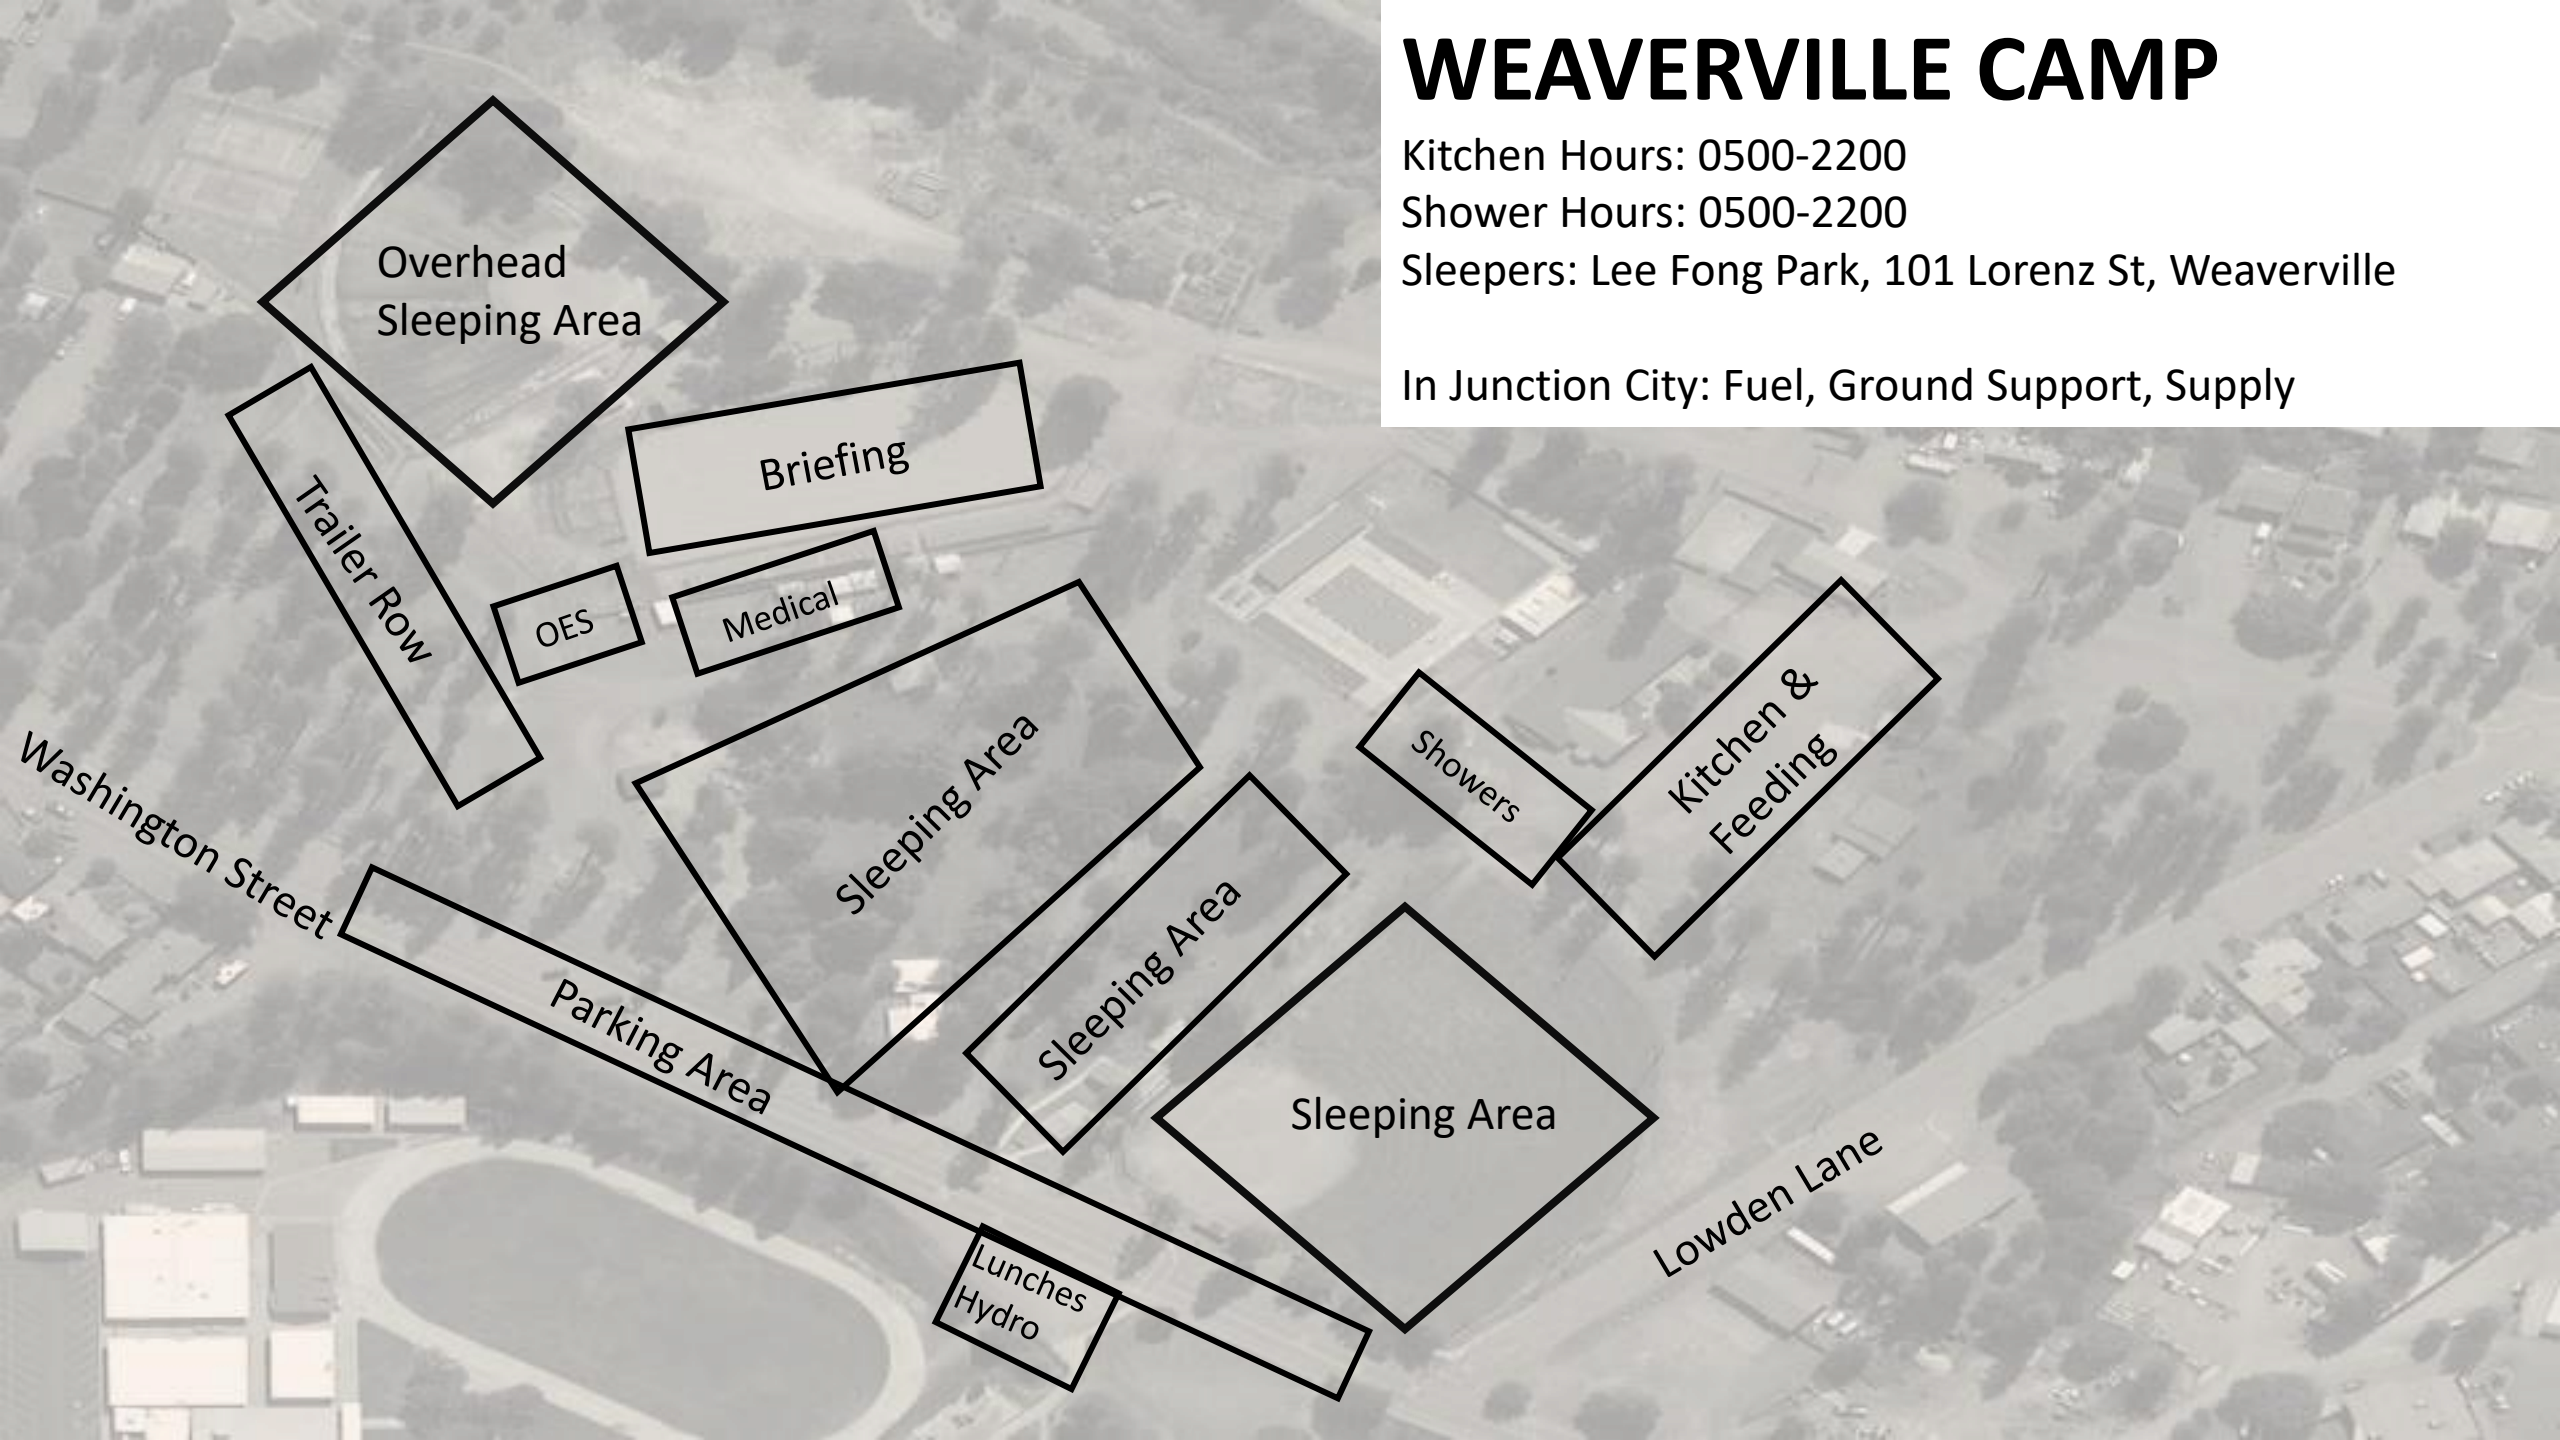 WEAVERVILLE CAMP
Kitchen Hours: 0500-2200
Shower Hours: 0500-2200
Sleepers: Lee Fong Park, 101 Lorenz St, Weaverville
In Junction City: Fuel, Ground Support, Supply
Overhead
Sleeping Area
Briefing
Trailer Row
OES
Medical
Sleeping Area
Showers
Kitchen &
Feeding
Washington Street
Sleeping Area
Parking Area
Sleeping Area
Lowden Lane
Lunches
Hydro